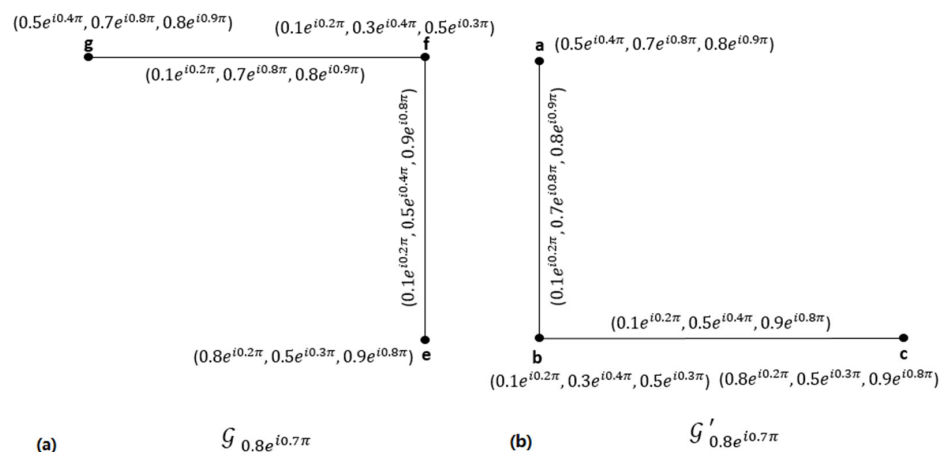 (0.5e^{i0.4π}, 0.7e^{i0.8π}, 0.8e^{i0.9π})
g
(0.1e^{i0.2π}, 0.3e^{i0.4π}, 0.5e^{i0.3π})
f
(0.1e^{i0.2π}, 0.7e^{i0.8π}, 0.8e^{i0.9π})
(0.1e^{i0.2π}, 0.5e^{i0.4π}, 0.9e^{i0.8π})
(0.8e^{i0.2π}, 0.5e^{i0.3π}, 0.9e^{i0.8π})
e
(a)
𝒢_{0.8e^{i0.7π}}
a
(0.5e^{i0.4π}, 0.7e^{i0.8π}, 0.8e^{i0.9π})
(0.1e^{i0.2π}, 0.7e^{i0.8π}, 0.8e^{i0.9π})
(0.1e^{i0.2π}, 0.5e^{i0.4π}, 0.9e^{i0.8π})
b
c
(0.1e^{i0.2π}, 0.3e^{i0.4π}, 0.5e^{i0.3π})
(0.8e^{i0.2π}, 0.5e^{i0.3π}, 0.9e^{i0.8π})
(b)
𝒢′_{0.8e^{i0.7π}}